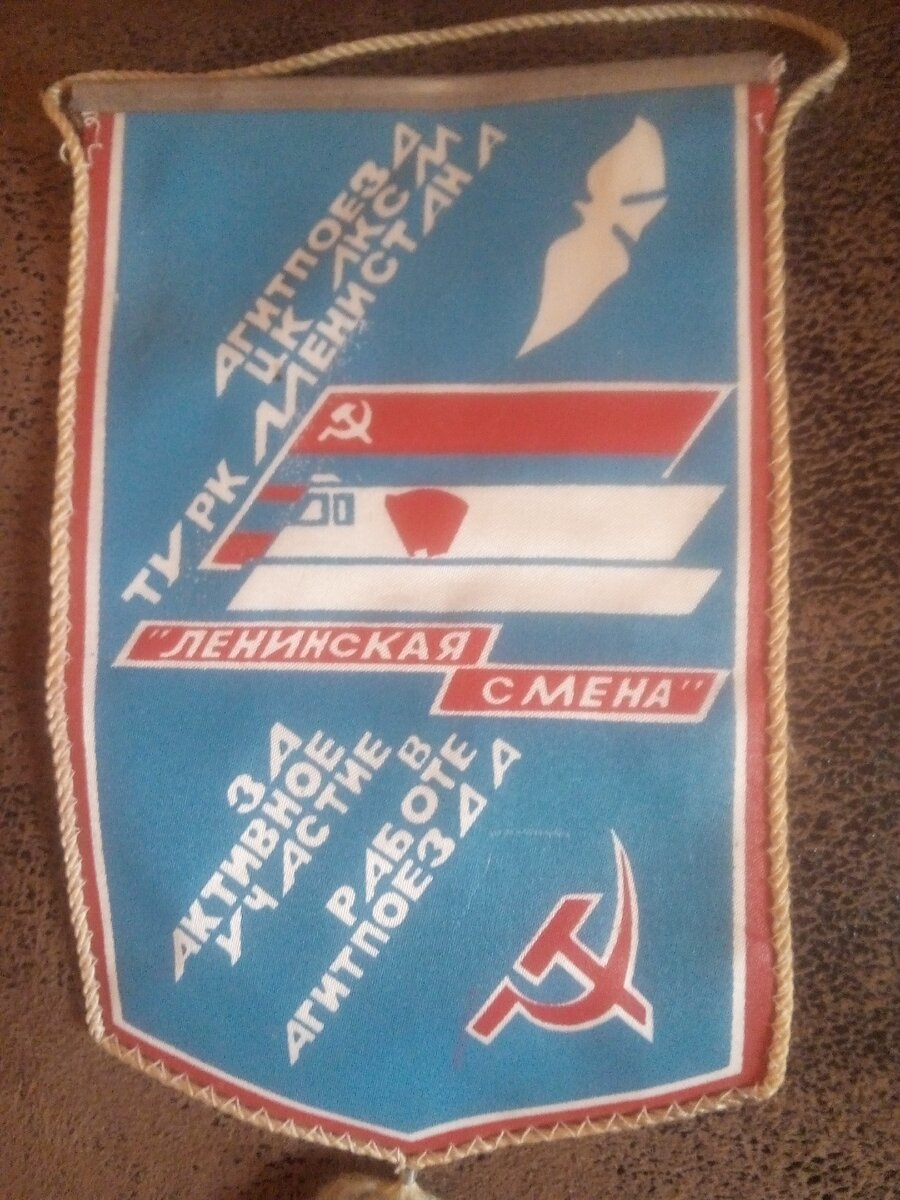 АГИТПОЕЗД
ЦК ЛКСМ
ТУРКМЕНИСТАНА
"ЛЕНИНСКАЯ
СМЕНА"
ЗА
АКТИВНОЕ
УЧАСТИЕ В
РАБОТЕ
АГИТПОЕЗДА